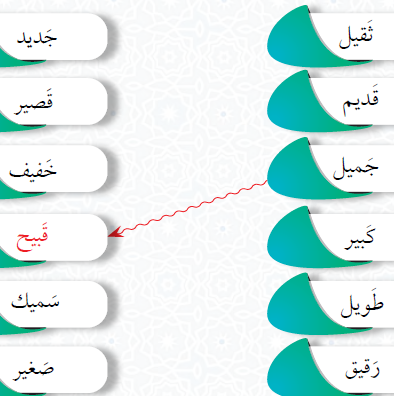 ثَقيل
جَديد
قَديم
قَصير
جَميل
خَفيف
كَبير
قَبيح
طَويل
سَميك
رَقيق
صَغير